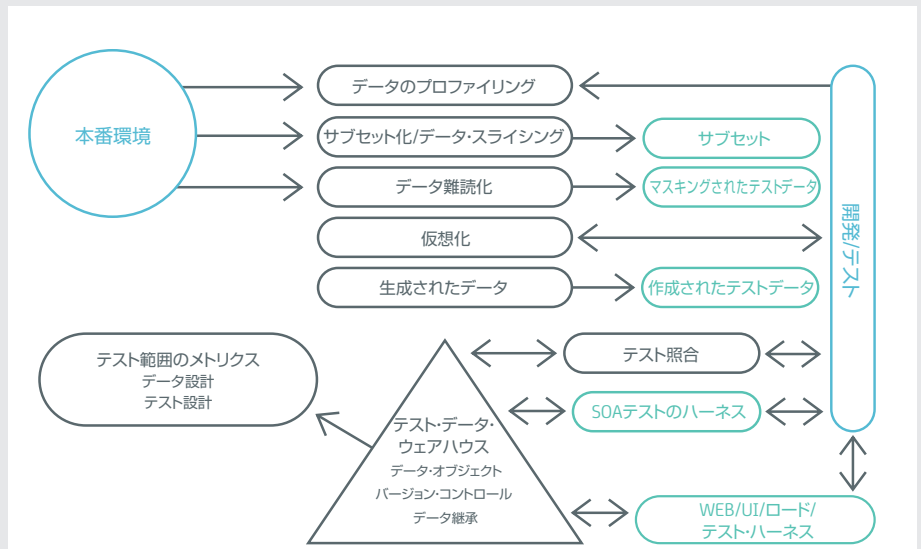 データのプロファイリング
本番環境
サブセット化/データ・スライシング
サブセット
データ難読化
マスキングされたテストデータ
開発/テスト
仮想化
生成されたデータ
作成されたテストデータ
テスト範囲のメトリクス
データ設計
テスト設計
テスト照合
SOAテストのハーネス
テスト・データ・
ウェアハウス
データ・オブジェクト
バージョン・コントロール
データ継承
WEB/UI/ロード/
テスト・ハーネス